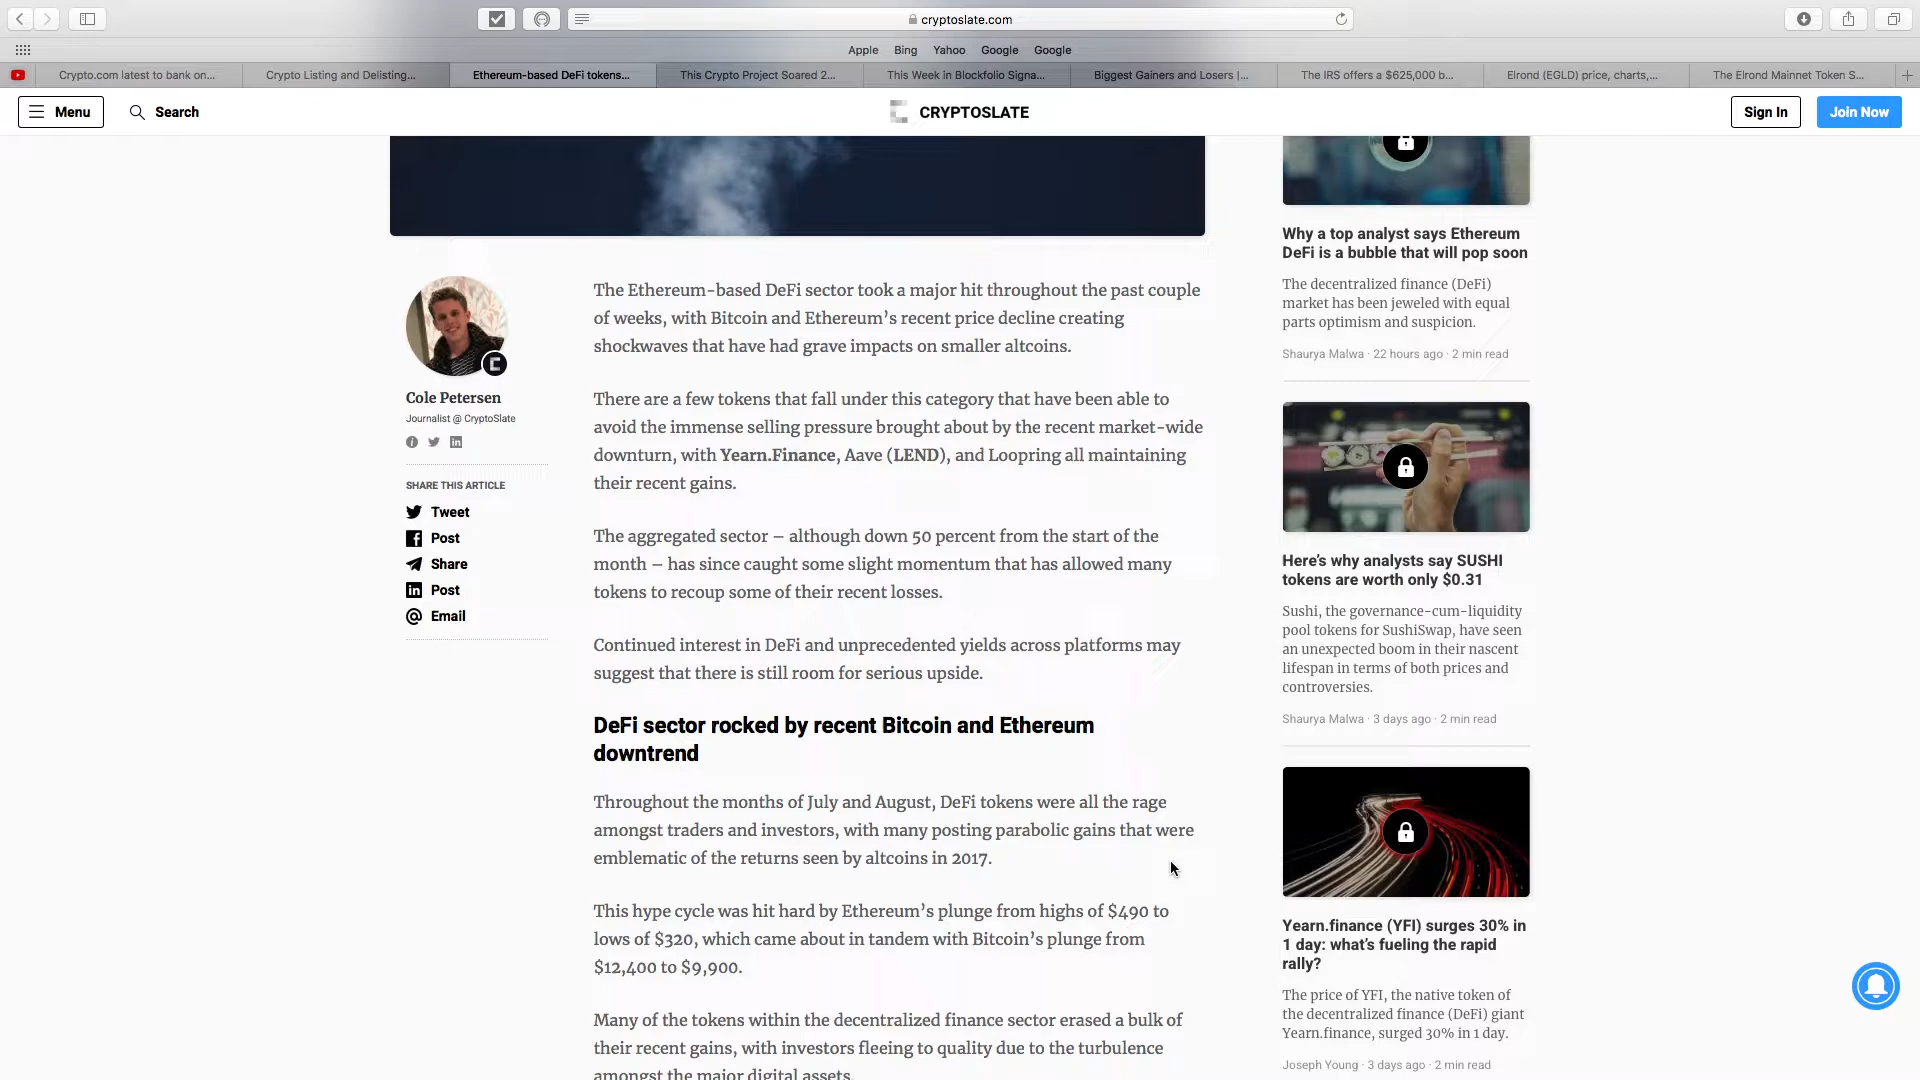 cryptoslate.com
Apple Bing Yahoo Google Google
Crypto.com latest to bank on...
Crypto Listing and Delisting...
Ethereum-based DeFi tokens...
This Crypto Project Soared 2...
This Week in Blockfolio Signa...
Biggest Gainers and Losers |...
The IRS offers a $625,000 b...
Elrond (EGLD) price, charts,...
The Elrond Mainnet Token S...
Menu
Search
CRYPTOSLATE
Sign In
Join Now
Cole Petersen
Journalist @ CryptoSlate
SHARE THIS ARTICLE
Tweet
Post
Share
Post
Email
The Ethereum-based DeFi sector took a major hit throughout the past couple
of weeks, with Bitcoin and Ethereum’s recent price decline creating
shockwaves that have had grave impacts on smaller altcoins.
There are a few tokens that fall under this category that have been able to
avoid the immense selling pressure brought about by the recent market-wide
downturn, with Yearn.Finance, Aave (LEND), and Loopring all maintaining
their recent gains.
The aggregated sector – although down 50 percent from the start of the
month – has since caught some slight momentum that has allowed many
tokens to recoup some of their recent losses.
Continued interest in DeFi and unprecedented yields across platforms may
suggest that there is still room for serious upside.
DeFi sector rocked by recent Bitcoin and Ethereum
downtrend
Throughout the months of July and August, DeFi tokens were all the rage
amongst traders and investors, with many posting parabolic gains that were
emblematic of the returns seen by altcoins in 2017.
This hype cycle was hit hard by Ethereum’s plunge from highs of $490 to
lows of $320, which came about in tandem with Bitcoin’s plunge from
$12,400 to $9,900.
Many of the tokens within the decentralized finance sector erased a bulk of
their recent gains, with investors fleeing to quality due to the turbulence
amongst the major digital assets.
Why a top analyst says Ethereum
DeFi is a bubble that will pop soon
The decentralized finance (DeFi)
market has been jeweled with equal
parts optimism and suspicion.
Shaurya Malwa · 22 hours ago · 2 min read
Here’s why analysts say SUSHI
tokens are worth only $0.31
Sushi, the governance-cum-liquidity
pool tokens for SushiSwap, have seen
an unexpected boom in their nascent
lifespan in terms of both prices and
controversies.
Shaurya Malwa · 3 days ago · 2 min read
Yearn.finance (YFI) surges 30% in
1 day: what’s fueling the rapid
rally?
The price of YFI, the native token of
the decentralized finance (DeFi) giant
Yearn.finance, surged 30% in 1 day.
Joseph Young · 3 days ago · 2 min read